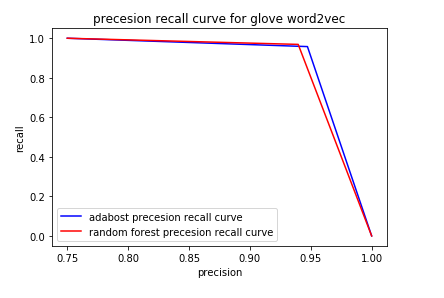 precesion recall curve for glove word2vec
1.0
0.8
0.6
0.4
0.2
0.0
recall
adabost precesion recall curve
random forest precesion recall curve
0.75 0.80 0.85 0.90 0.95 1.00
precision